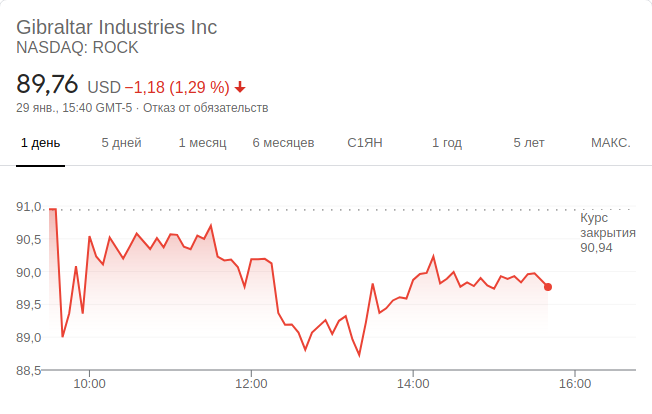 Gibraltar Industries Inc
NASDAQ: ROCK
89,76 USD −1,18 (1,29 %)
29 янв., 15:40 GMT-5 · Отказ от обязательств
1 день 5 дней 1 месяц 6 месяцев С1ЯН 1 год 5 лет МАКС.
91,0
Курс
закрытия
90,94
90,5
90,0
89,5
89,0
88,5
10:00 12:00 14:00 16:00